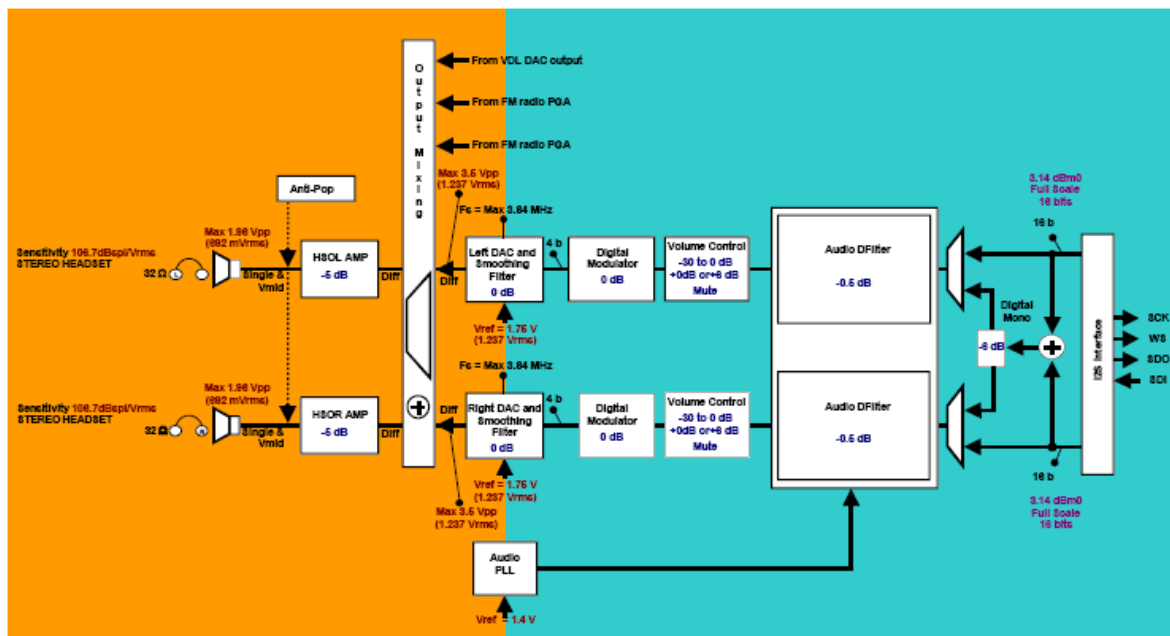 From VDL DAC output
From FM radio PGA
From FM radio PGA
Output Mixing
Anti-Pop
Max 3.5 Vpp
(1.237 Vrms)
Fs = Max 3.84 MHz
3.14 dBm0
Full Scale
16 bits
16 b
Sensitivity 106.7dBspl/Vrms
STEREO HEADSET
32 Ω
L
Max 1.96 Vpp
(692 mVrms)
Single &
Vmid
HSOL AMP
-5 dB
Diff
Diff
Left DAC and
Smoothing
Filter
0 dB
4 b
Digital
Modulator
0 dB
Volume Control
-30 to 0 dB
+0dB or+6 dB
Mute
Audio DFilter
-0.5 dB
Digital
Mono
-6 dB
I2S Interface
SCK
WS
SDO
SDI
Vref = 1.75 V
(1.237 Vrms)
Fs = Max 3.84 MHz
Sensitivity 106.7dBspl/Vrms
STEREO HEADSET
32 Ω
R
Max 1.96 Vpp
(692 mVrms)
Single &
Vmid
HSOR AMP
-5 dB
Diff
Diff
Right DAC and
Smoothing
Filter
0 dB
4 b
Digital
Modulator
0 dB
Volume Control
-30 to 0 dB
+0dB or+6 dB
Mute
Audio DFilter
-0.5 dB
16 b
3.14 dBm0
Full Scale
16 bits
Vref = 1.75 V
(1.237 Vrms)
Max 3.5 Vpp
(1.237 Vrms)
Audio
PLL
Vref = 1.4 V